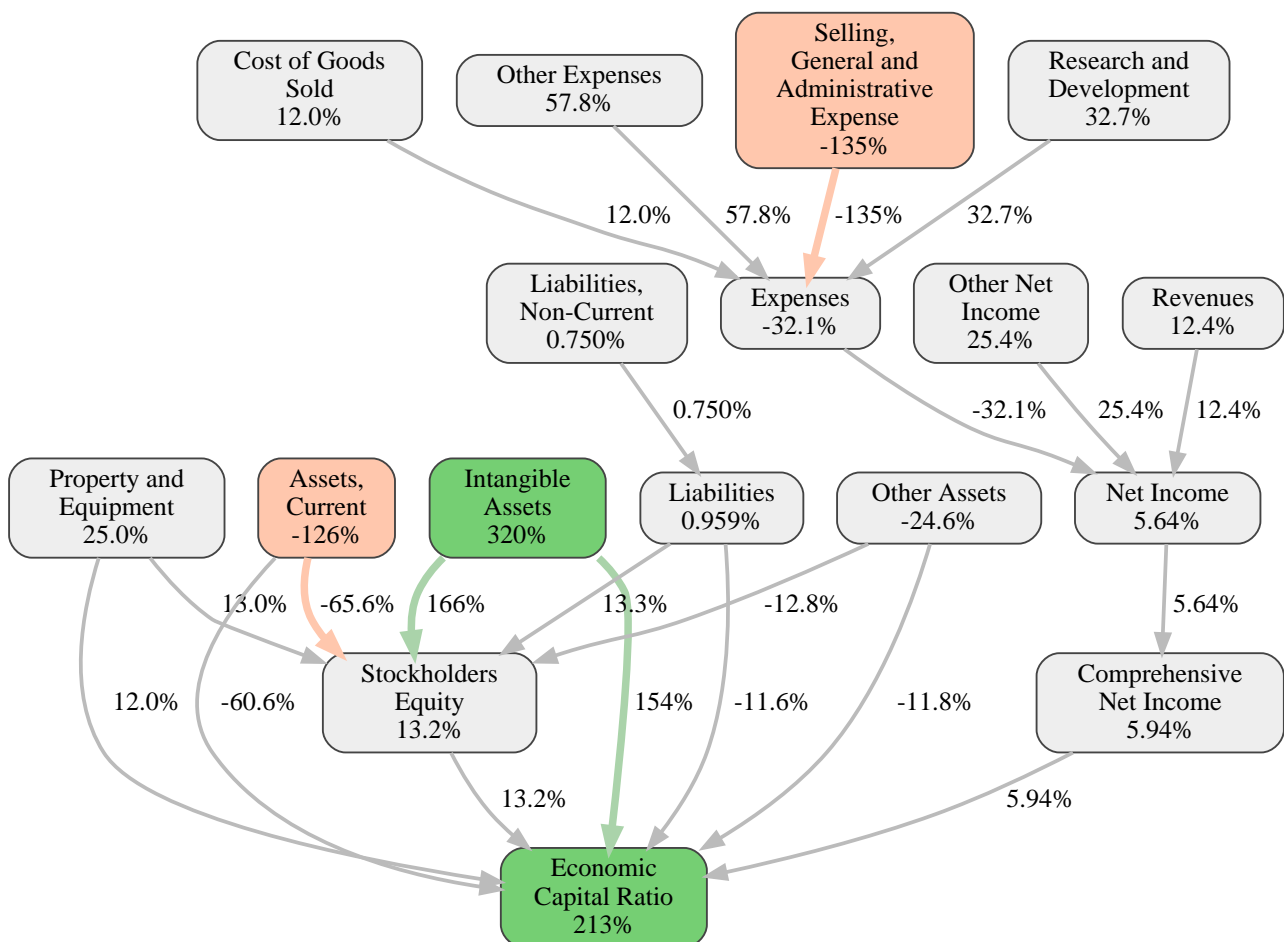 Cost of Goods
Sold
12.0%
Other Expenses
57.8%
Selling,
General and
Administrative
Expense
-135%
Research and
Development
32.7%
12.0%
57.8%
-135%
32.7%
Liabilities,
Non-Current
0.750%
Expenses
-32.1%
Other Net
Income
25.4%
Revenues
12.4%
0.750%
-32.1%
25.4%
12.4%
Property and
Equipment
25.0%
Assets,
Current
-126%
Intangible
Assets
320%
Liabilities
0.959%
Other Assets
-24.6%
Net Income
5.64%
13.0%
-65.6%
166%
13.3%
-12.8%
5.64%
Stockholders
Equity
13.2%
Comprehensive
Net Income
5.94%
12.0%
-60.6%
154%
-11.6%
-11.8%
13.2%
5.94%
Economic
Capital Ratio
213%